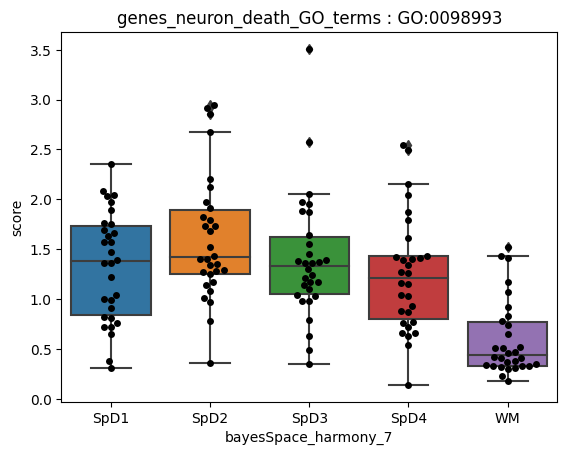 genes_neuron_death_GO_terms : GO:0098993
3.5
3.0
2.5
2.0
1.5
1.0
0.5
0.0
score
SpD1 SpD2 SpD3 SpD4 WM
bayesSpace_harmony_7